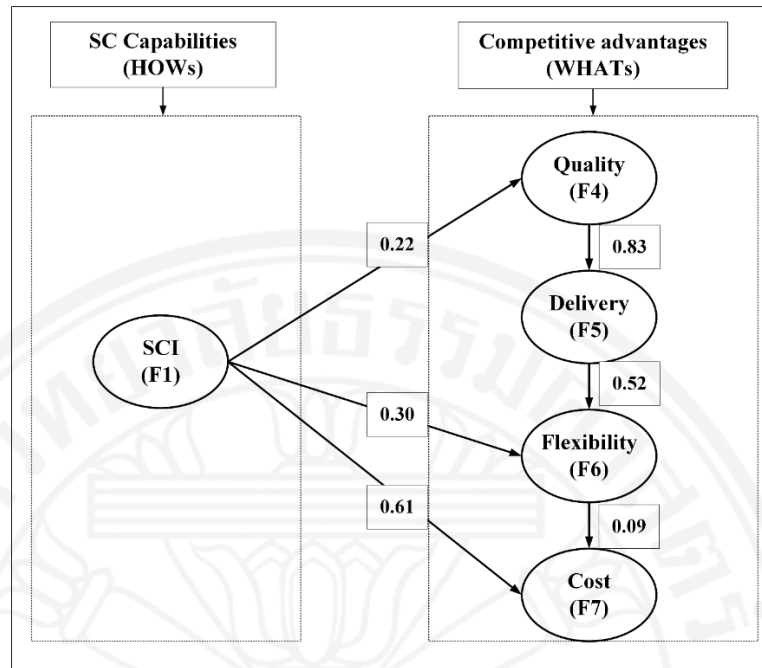 SC Capabilities
(HOWs)
Competitive advantages
(WHATs)
Quality
(F4)
0.22
0.83
Delivery
(F5)
SCI
(F1)
0.52
0.30
Flexibility
(F6)
0.61
0.09
Cost
(F7)